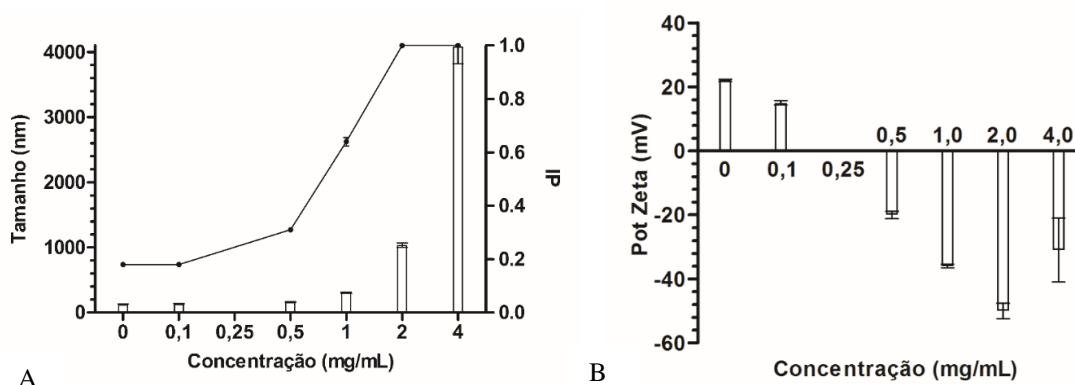 Tamanho (nm)
4000
3000
2000
1000
0
1.0
0.8
0.6
0.4
0.2
0.0
IP
0 0,1 0,25 0,5 1 2 4
Concentração (mg/mL)
A
Pot Zeta (mV)
40
20
0
-20
-40
-60
0,5 1,0 2,0 4,0
0 0,1 0,25
Concentração (mg/mL)
B